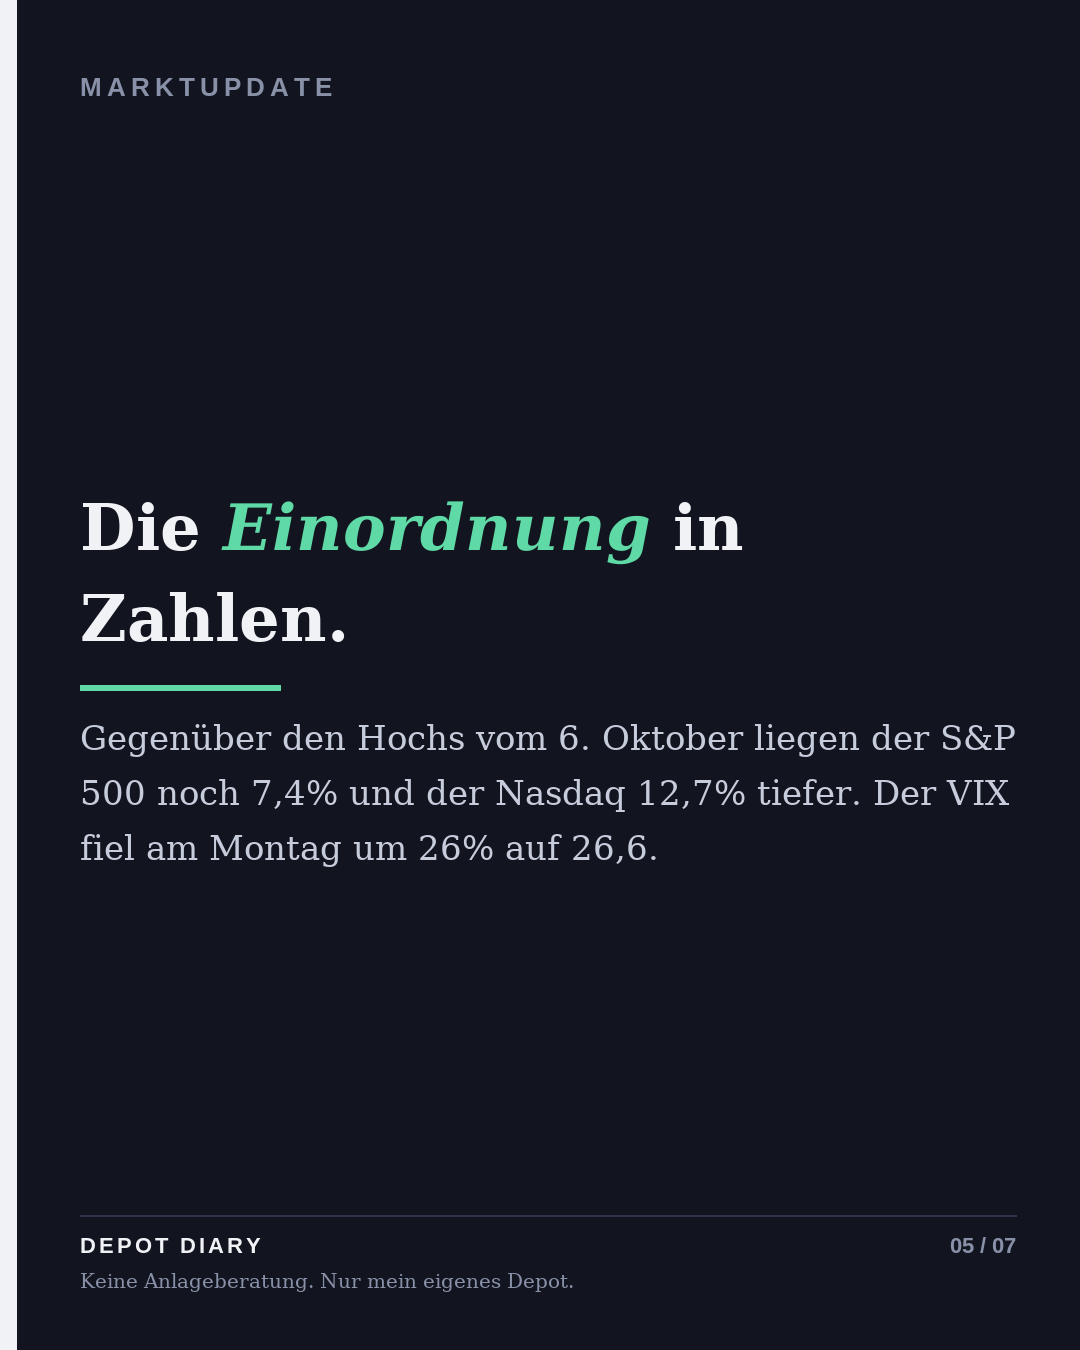 MARKTUPDATE
Die Einordnung in
Zahlen.
Gegenüber den Hochs vom 6. Oktober liegen der S&P
500 noch 7,4% und der Nasdaq 12,7% tiefer. Der VIX
fiel am Montag um 26% auf 26,6.
DEPOT DIARY
05 / 07
Keine Anlageberatung. Nur mein eigenes Depot.